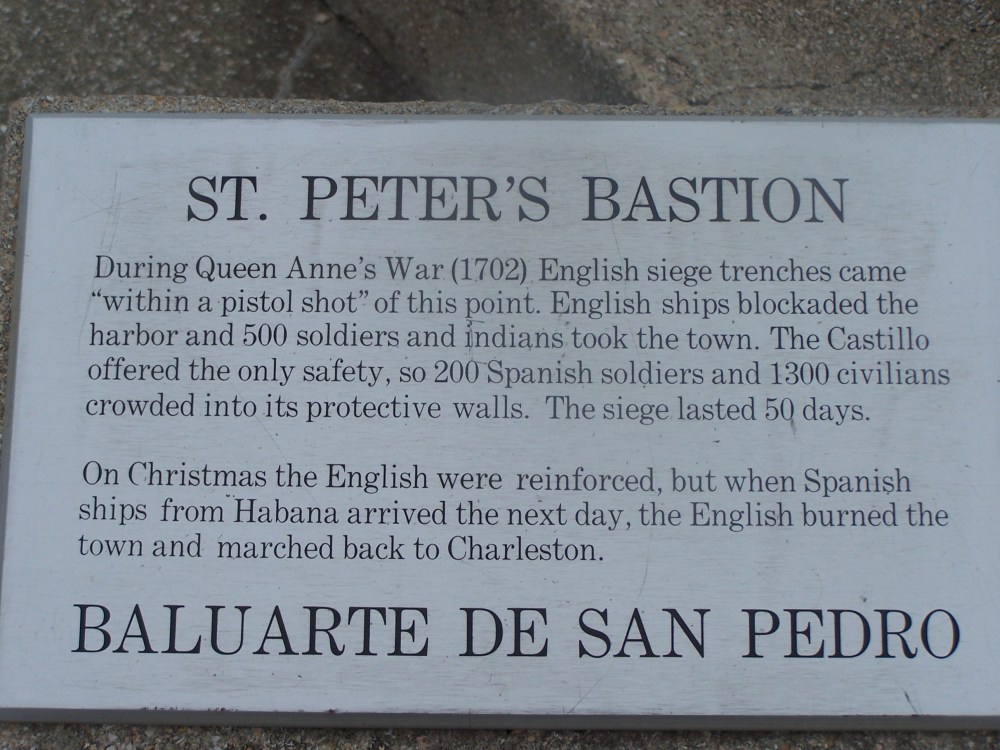 ST. PETER'S BASTION
During Queen Anne's War (1702) English siege trenches came
"within a pistol shot" of this point. English ships blockaded the
harbor and 500 soldiers and indians took the town. The Castillo
offered the only safety, so 200 Spanish soldiers and 1300 civilians
crowded into its protective walls. The siege lasted 50 days.
On Christmas the English were reinforced, but when Spanish
ships from Habana arrived the next day, the English burned the
town and marched back to Charleston.
BALUARTE DE SAN PEDRO